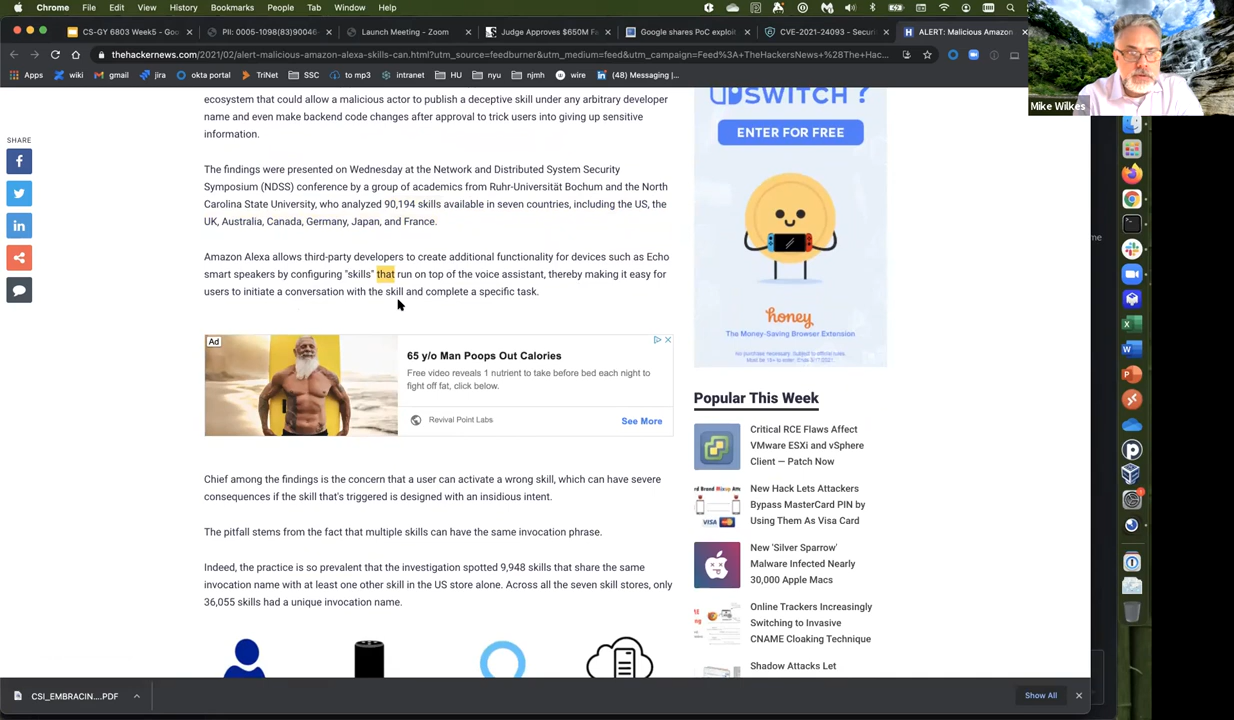 Chrome File Edit View History Bookmarks People Tab Window Help
CS-GY 6803 Week5 - Goo
PII: 0005-1098(83)90046-
Launch Meeting - Zoom
Judge Approves $650M Fa
Google shares PoC exploit
CVE-2021-24093 - Securi
ALERT: Malicious Amazon
thehackernews.com/2021/02/alert-malicious-amazon-alexa-skills-can.html?utm_source=feedburner&utm_medium=feed&utm_campaign=Feed%3A+TheHackersNews+%28The+Hac...
Apps wiki gmail jira okta portal TriNet SSC to mp3 intranet HU nyu njmh wire (48) Messaging |...
Mike Wilkes
ecosystem that could allow a malicious actor to publish a deceptive skill under any arbitrary developer
name and even make backend code changes after approval to trick users into giving up sensitive
information.
SHARE
The findings were presented on Wednesday at the Network and Distributed System Security
Symposium (NDSS) conference by a group of academics from Ruhr-Universität Bochum and the North
Carolina State University, who analyzed 90,194 skills available in seven countries, including the US, the
UK, Australia, Canada, Germany, Japan, and France.
Amazon Alexa allows third-party developers to create additional functionality for devices such as Echo
smart speakers by configuring "skills" that run on top of the voice assistant, thereby making it easy for
users to initiate a conversation with the skill and complete a specific task.
Ad
65 y/o Man Poops Out Calories
Free video reveals 1 nutrient to take before bed each night to
fight off fat, click below.
Revival Point Labs
See More
Chief among the findings is the concern that a user can activate a wrong skill, which can have severe
consequences if the skill that's triggered is designed with an insidious intent.
The pitfall stems from the fact that multiple skills can have the same invocation phrase.
Indeed, the practice is so prevalent that the investigation spotted 9,948 skills that share the same
invocation name with at least one other skill in the US store alone. Across all the seven skill stores, only
36,055 skills had a unique invocation name.
SWITCH ?
ENTER FOR FREE
honey
The Money-Saving Browser Extension
Popular This Week
Critical RCE Flaws Affect
VMware ESXi and vSphere
Client — Patch Now
New Hack Lets Attackers
Bypass MasterCard PIN by
Using Them As Visa Card
VISA
New 'Silver Sparrow'
Malware Infected Nearly
30,000 Apple Macs
Online Trackers Increasingly
Switching to Invasive
CNAME Cloaking Technique
Shadow Attacks Let
CSI_EMBRACIN....PDF
Show All